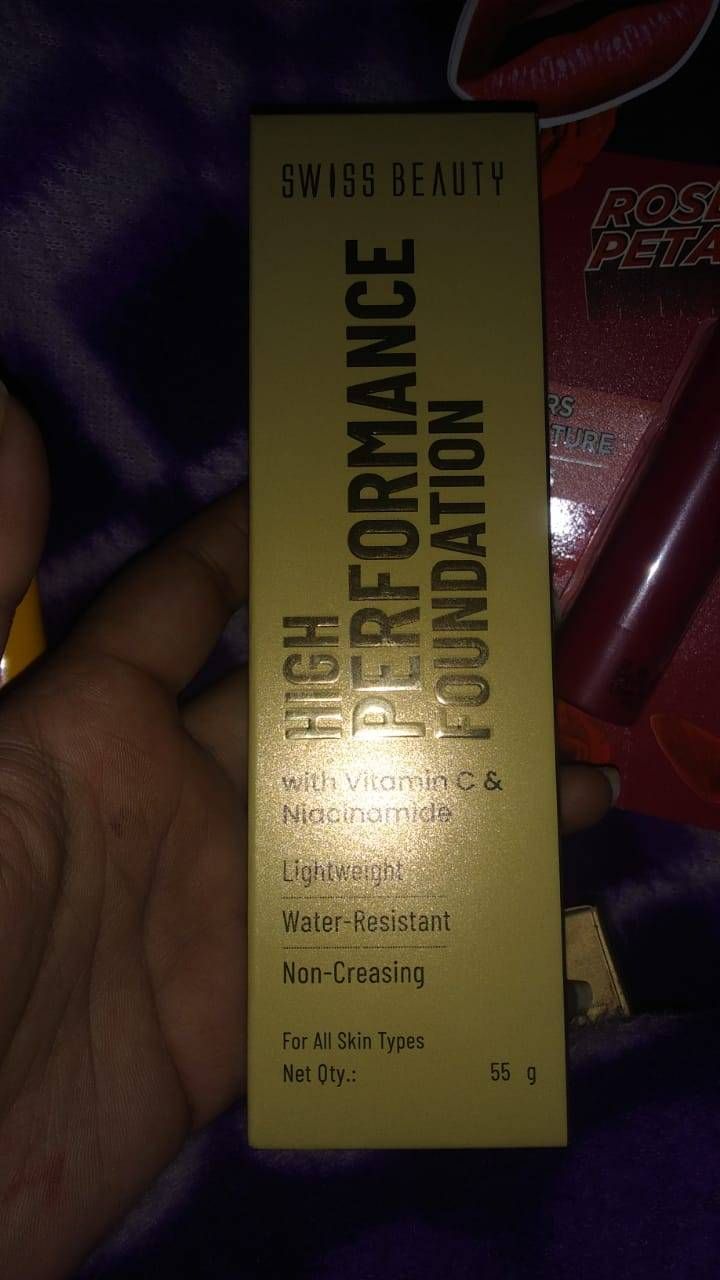 SWISS BEAUTY
HIGH
PERFORMANCE
FOUNDATION
with Vitamin C &
Niacinamide
Lightweight
Water-Resistant
Non-Creasing
For All Skin Types
Net Qty.: 55 g